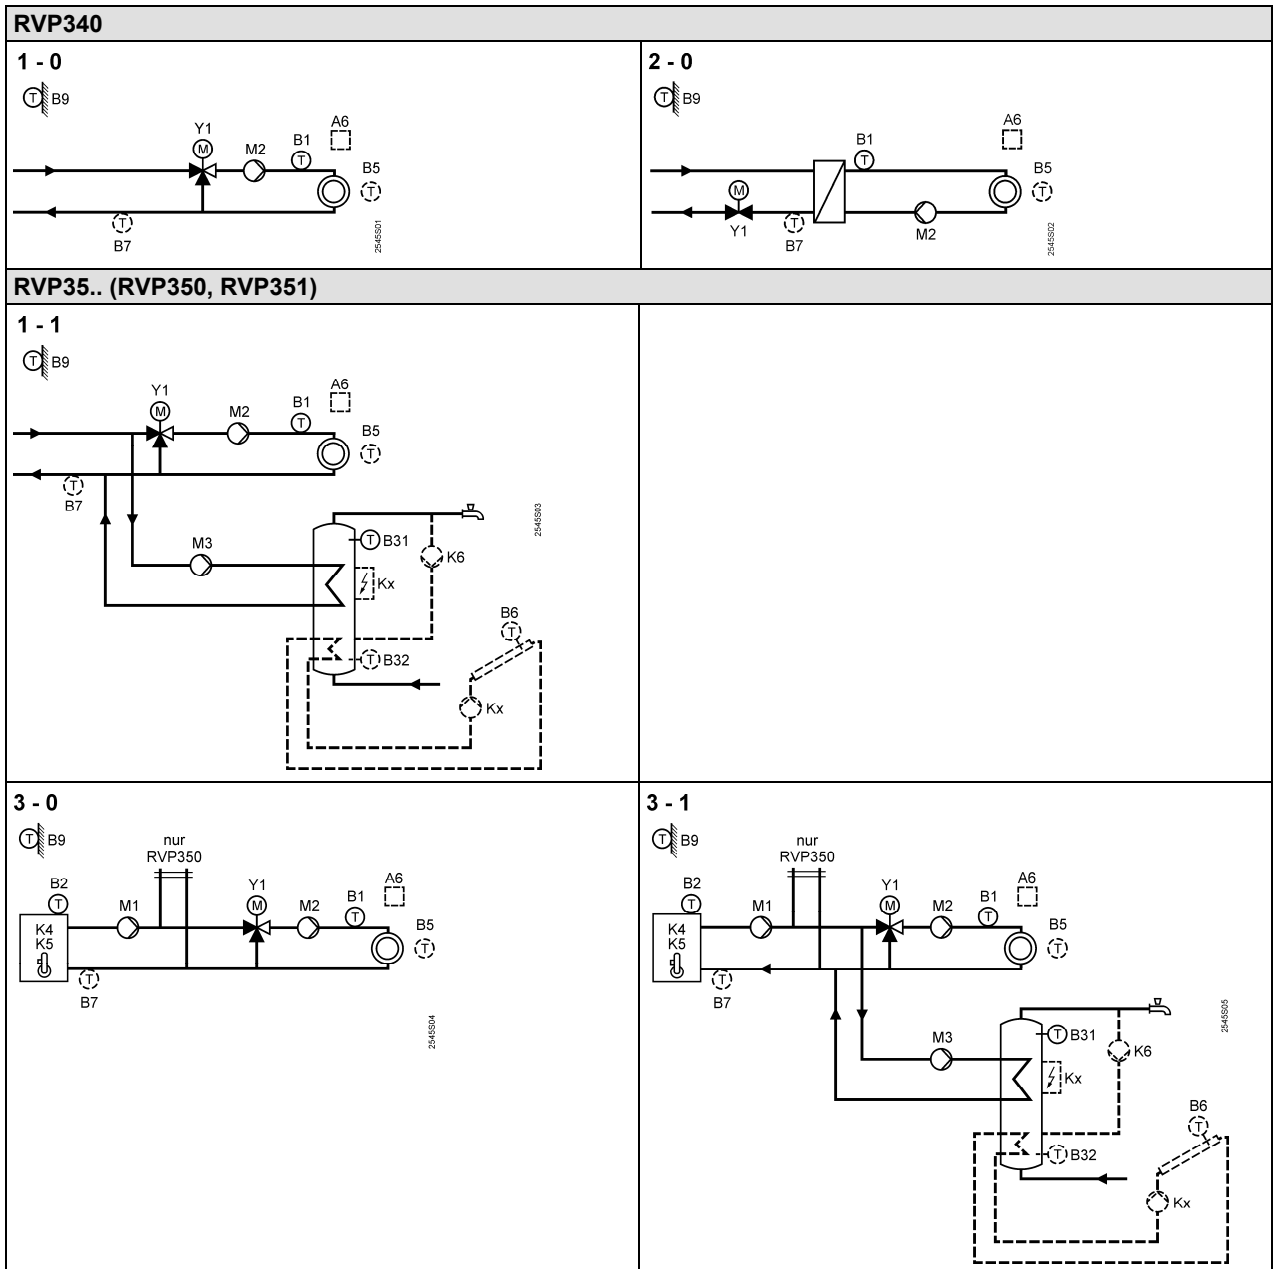 RVP340
1 - 0
T B9
Y1
M
M2
B1
T
A6
B5
T
T
B7
2545S01
2 - 0
T B9
B1
T
A6
B5
T
M
Y1
T
B7
M2
2545S02
RVP35.. (RVP350, RVP351)
1 - 1
T B9
Y1
M
M2
B1
T
A6
B5
T
T
B7
M3
T B31
K6
Kx
B6
T
T B32
Kx
2545S03
3 - 0
T B9
nur
RVP350
B2
T
M1
Y1
M
M2
B1
T
A6
B5
T
K4
K5
T
B7
2545S04
3 - 1
T B9
nur
RVP350
B2
T
M1
Y1
M
M2
B1
T
A6
B5
T
K4
K5
T
B7
M3
T B31
K6
Kx
B6
T
T B32
Kx
2545S05